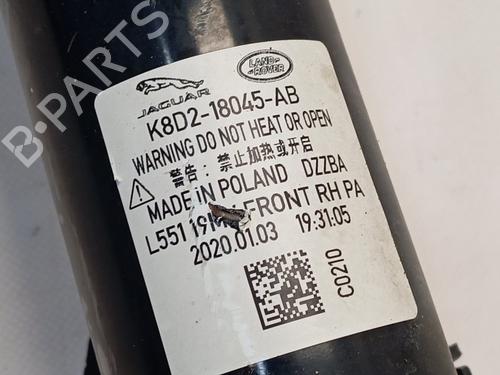 JAGUAR
LAND ROVER
K8D2-18045-AB
WARNING DO NOT HEAT OR OPEN
警告: 禁止加热或开启
MADE IN POLAND DZZBA
L551 FRONT RH PA
2020.01.03 19:31:05
C0210